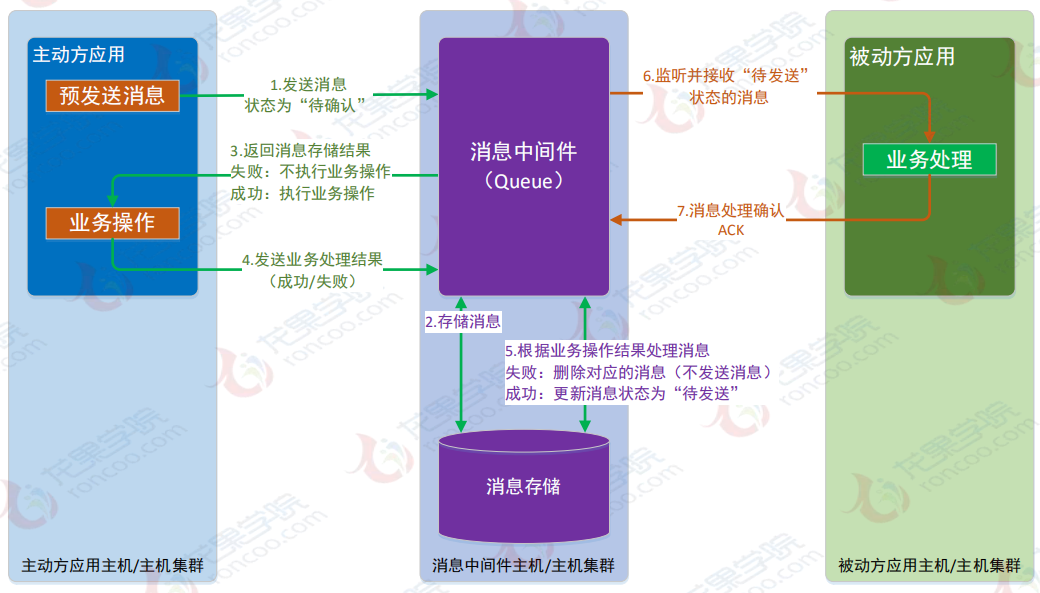 主动方应用
预发送消息
1.发送消息
状态为“待确认”
3.返回消息存储结果
失败：不执行业务操作
成功：执行业务操作
业务操作
4.发送业务处理结果
（成功/失败）
主动方应用主机/主机集群
消息中间件
（Queue）
2.存储消息
5.根据业务操作结果处理消息
失败：删除对应的消息（不发送消息）
成功：更新消息状态为“待发送”
消息存储
消息中间件主机/主机集群
6.监听并接收“待发送”
状态的消息
7.消息处理确认
ACK
被动方应用
业务处理
被动方应用主机/主机集群
龙果学院
roncoo.com